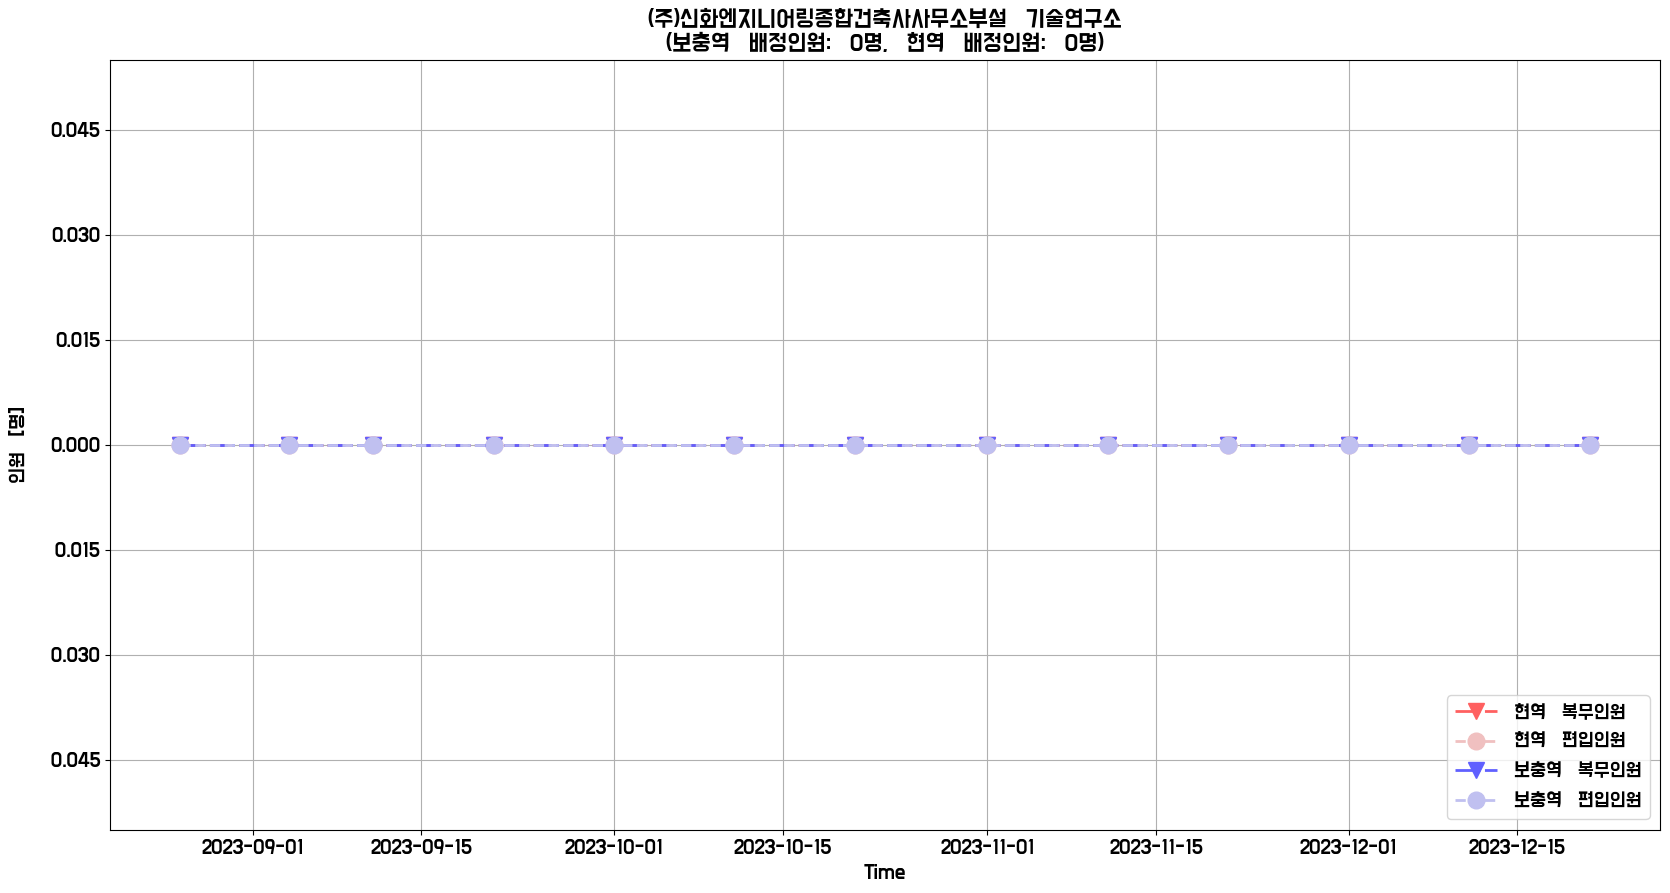 (주)신화엔지니어링종합건축사사무소부설 기술연구소
(보충역 배정인원: 0명, 현역 배정인원: 0명)
인원 [명]
0.045
0.030
0.015
0.000
0.015
0.030
0.045
현역 복무인원
현역 편입인원
보충역 복무인원
보충역 편입인원
2023-09-01 2023-09-15 2023-10-01 2023-10-15 2023-11-01 2023-11-15 2023-12-01 2023-12-15
Time